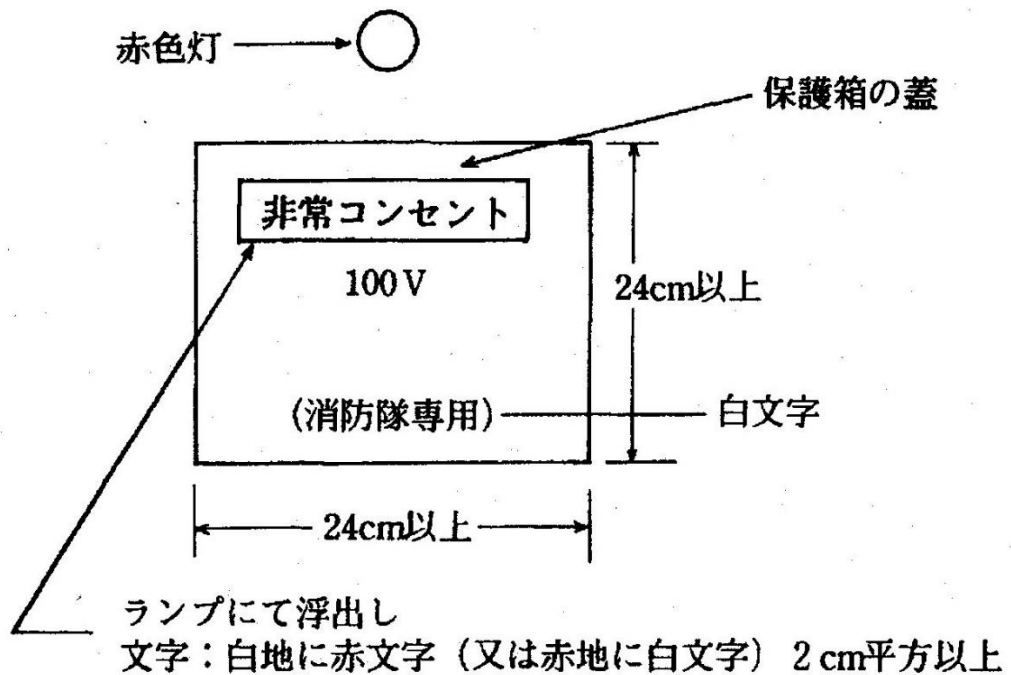 赤色灯
保護箱の蓋
非常コンセント
100V
24cm以上
(消防隊専用)
白文字
24cm以上
ランプにて浮出し
文字：白地に赤文字（又は赤地に白文字）2cm平方以上